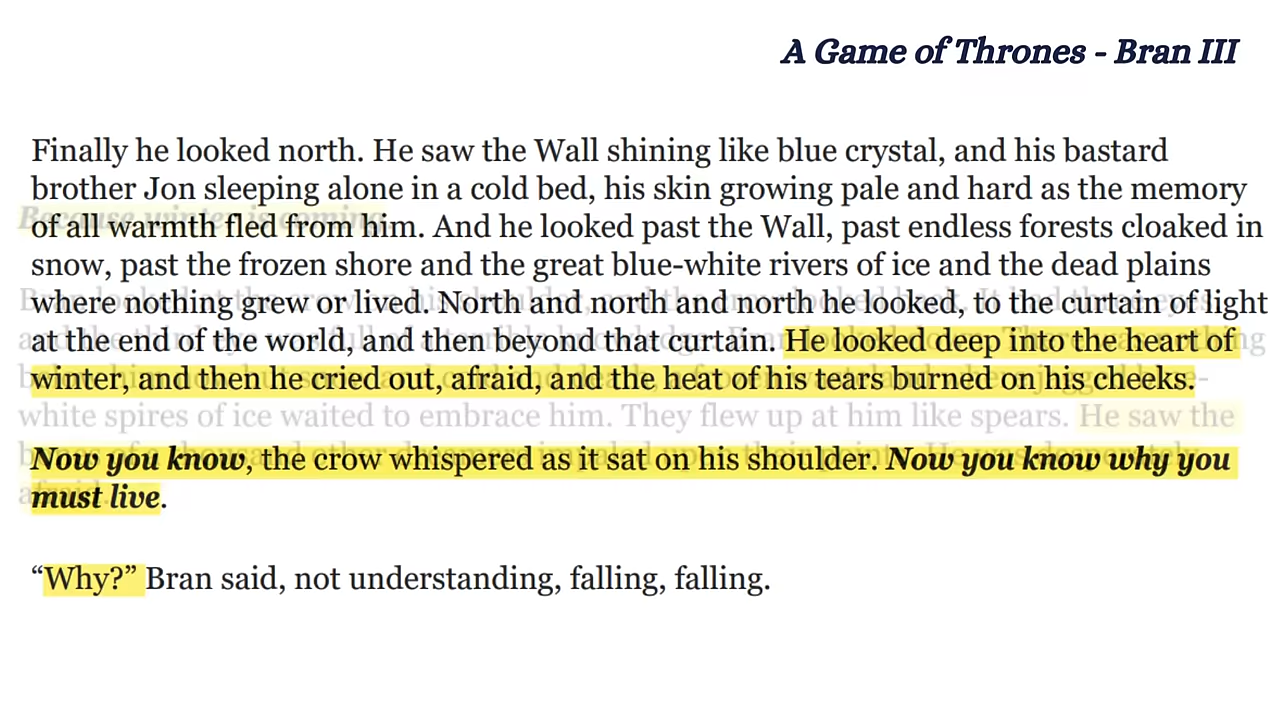 A Game of Thrones - Bran III
Finally he looked north. He saw the Wall shining like blue crystal, and his bastard
brother Jon sleeping alone in a cold bed, his skin growing pale and hard as the memory
Because winter is coming.
of all warmth fled from him. And he looked past the Wall, past endless forests cloaked in
snow, past the frozen shore and the great blue-white rivers of ice and the dead plains
where nothing grew or lived. North and north and north he looked, to the curtain of light
at the end of the world, and then beyond that curtain. He looked deep into the heart of
winter, and then he cried out, afraid, and the heat of his tears burned on his cheeks.
white spires of ice waited to embrace him. They flew up at him like spears. He saw the
Now you know, the crow whispered as it sat on his shoulder. Now you know why you
must live.
“Why?” Bran said, not understanding, falling, falling.